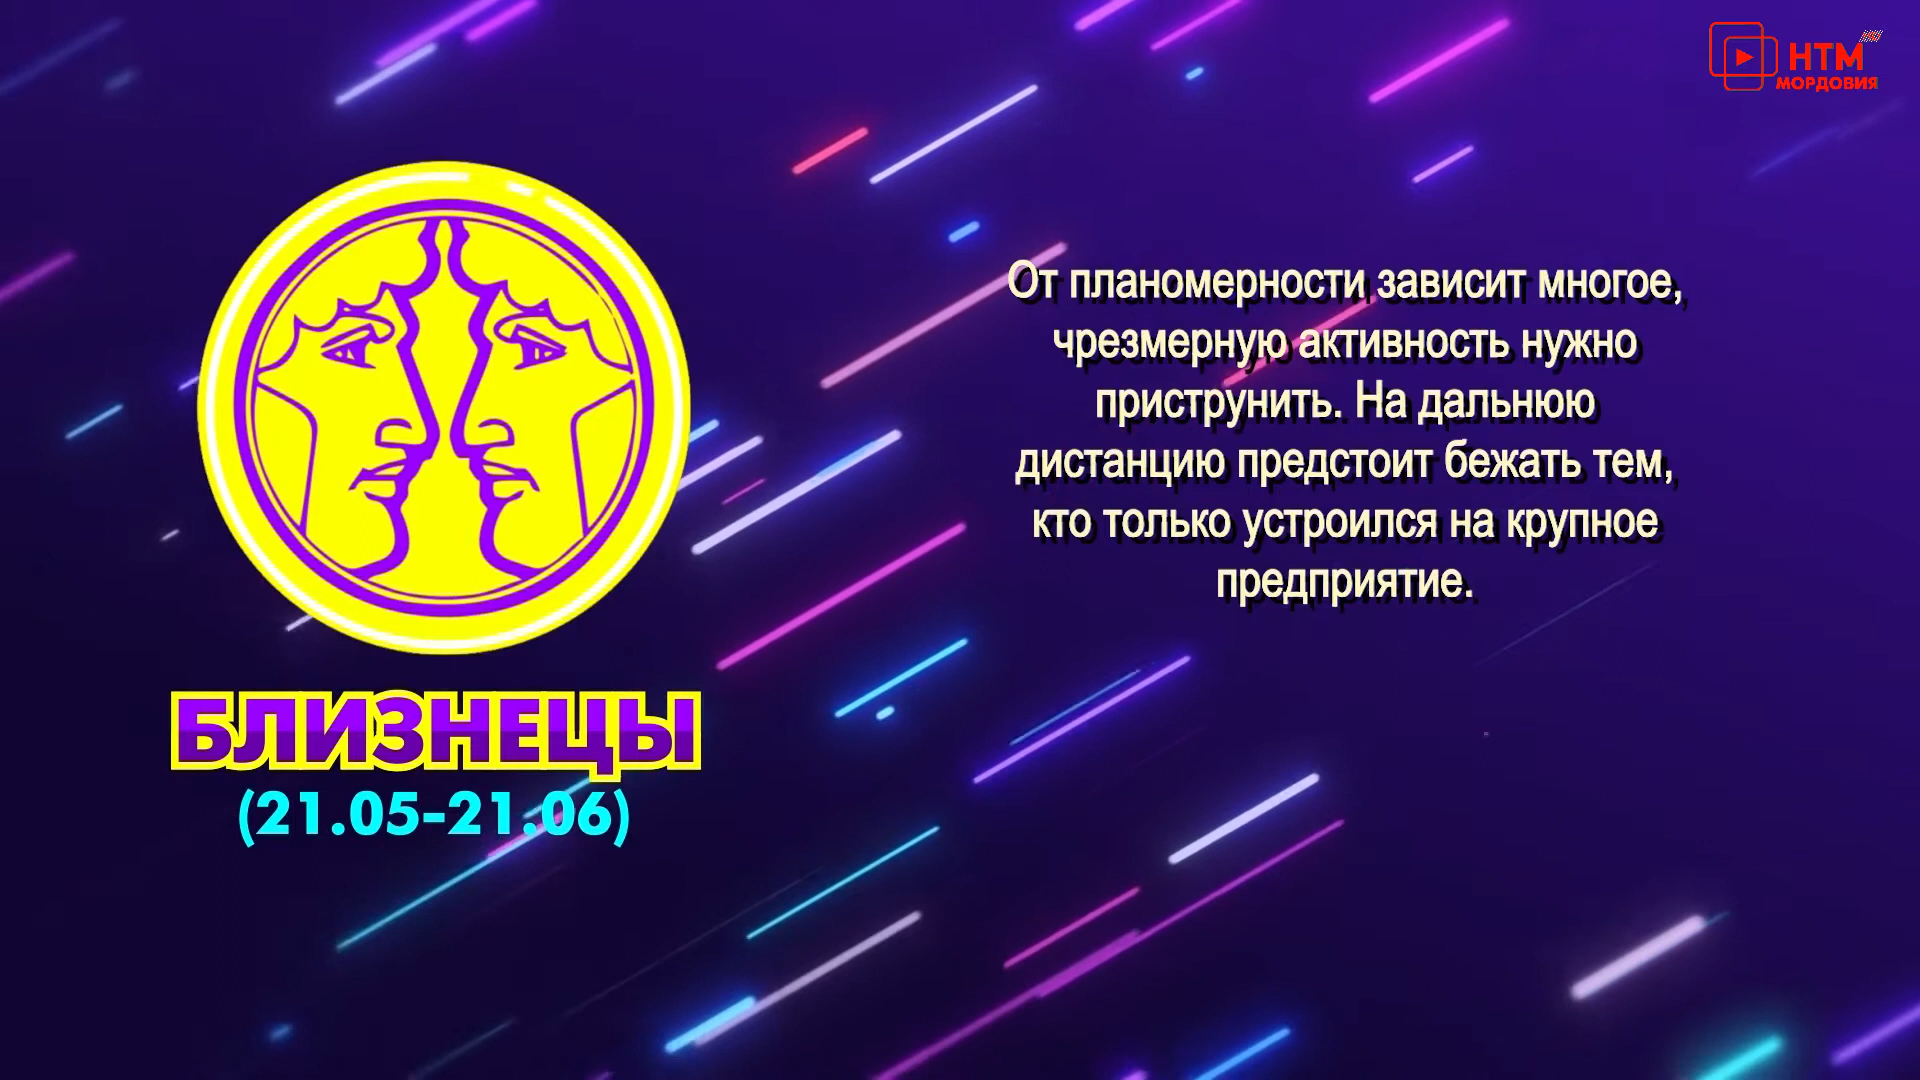 НТМ
МОРДОВИЯ
От планомерности зависит многое,
чрезмерную активность нужно
приструнить. На дальнюю
дистанцию предстоит бежать тем,
кто только устроился на крупное
предприятие.
БЛИЗНЕЦЫ
(21.05-21.06)